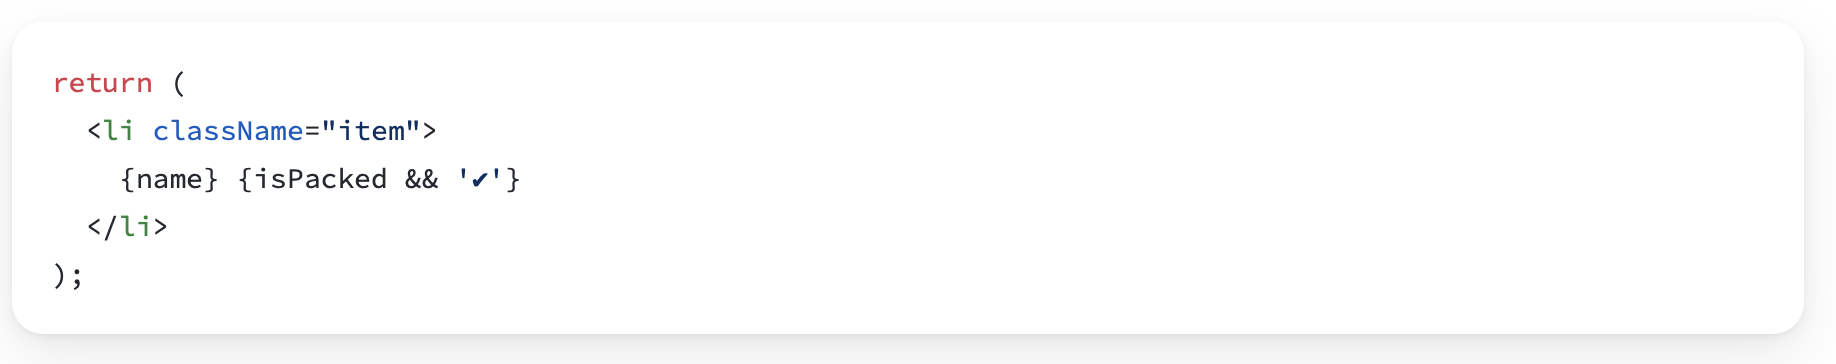 return (
  <li className="item">
    {name} {isPacked && '✔'}
  </li>
);